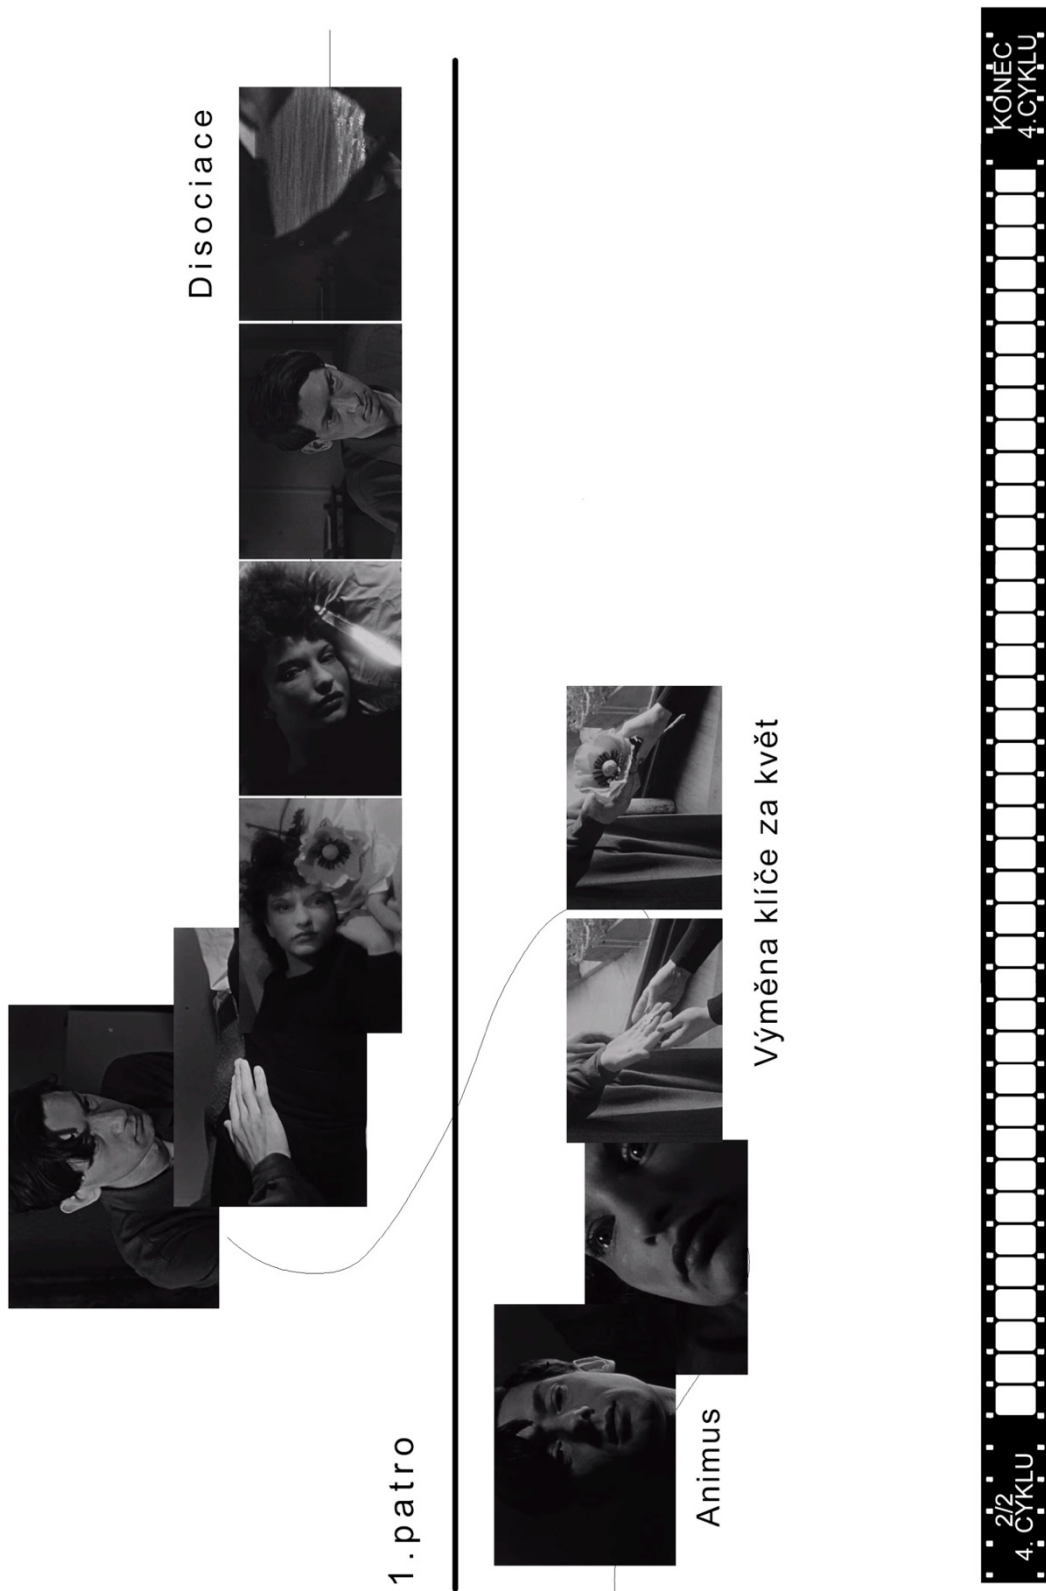 Disociace
1.patro
Animus
Výměna klíče za květ
2/2
4. CYKLU
KONEC
4.CYKLU